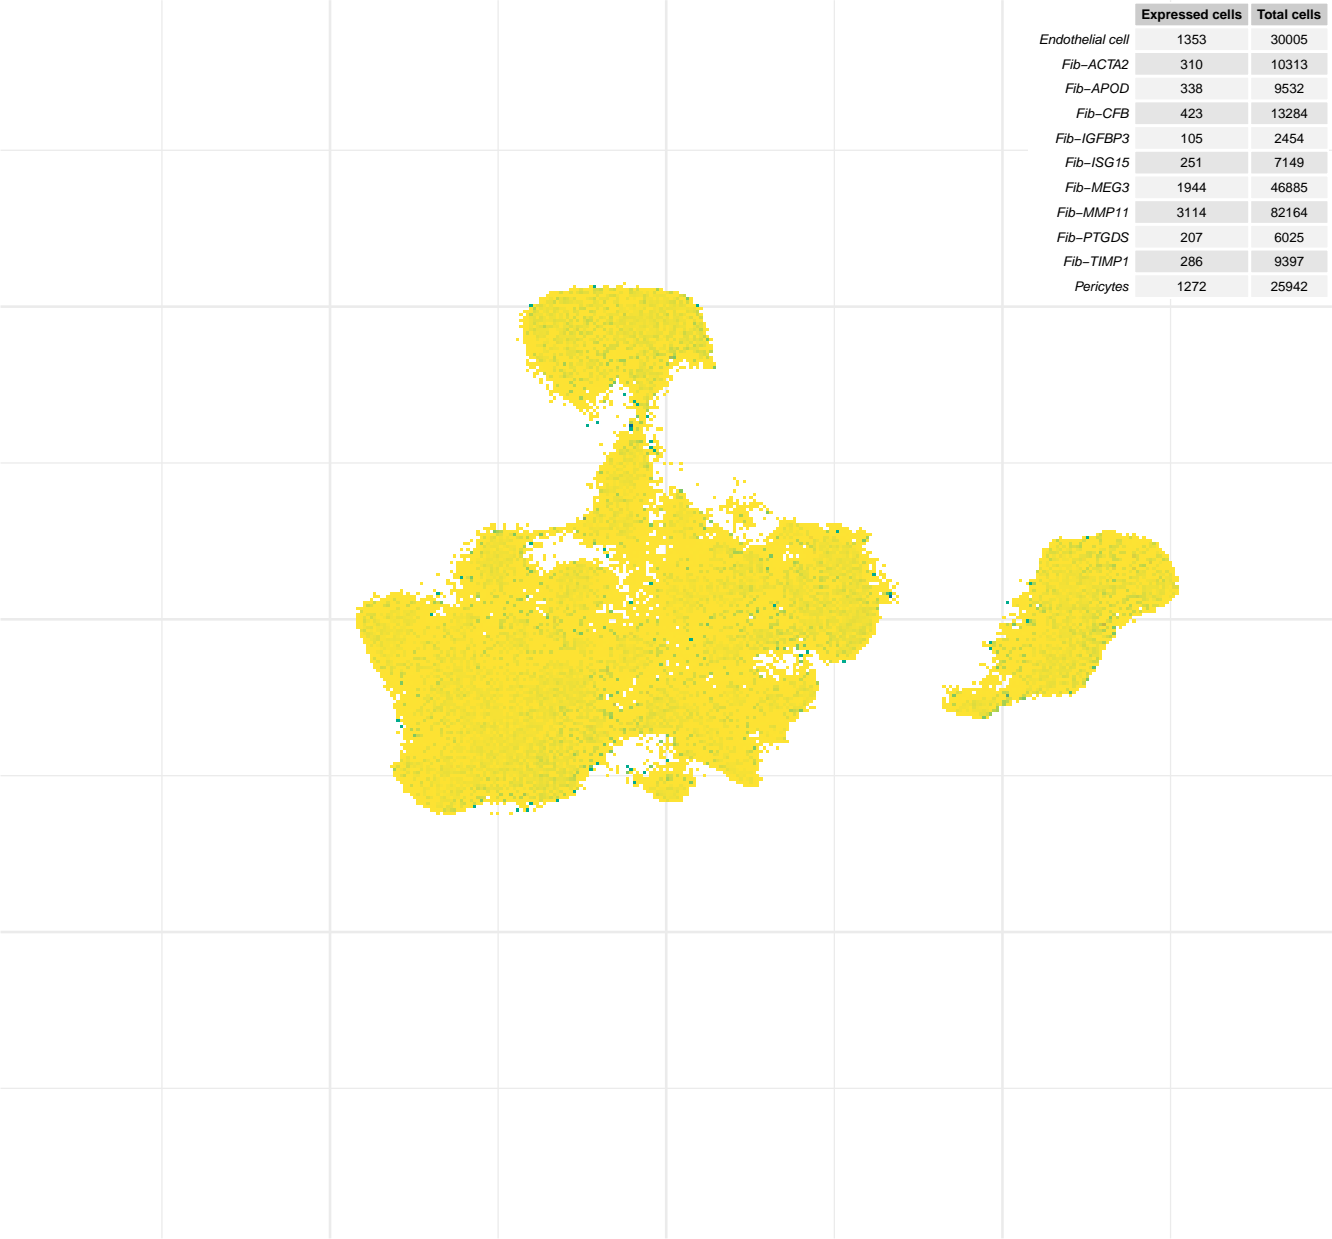 Expressed cells Total cells
Endothelial cell 1353 30005
Fib−ACTA2 310 10313
Fib−APOD 338 9532
Fib−CFB 423 13284
Fib−IGFBP3 105 2454
Fib−ISG15 251 7149
Fib−MEG3 1944 46885
Fib−MMP11 3114 82164
Fib−PTGDS 207 6025
Fib−TIMP1 286 9397
Pericytes 1272 25942